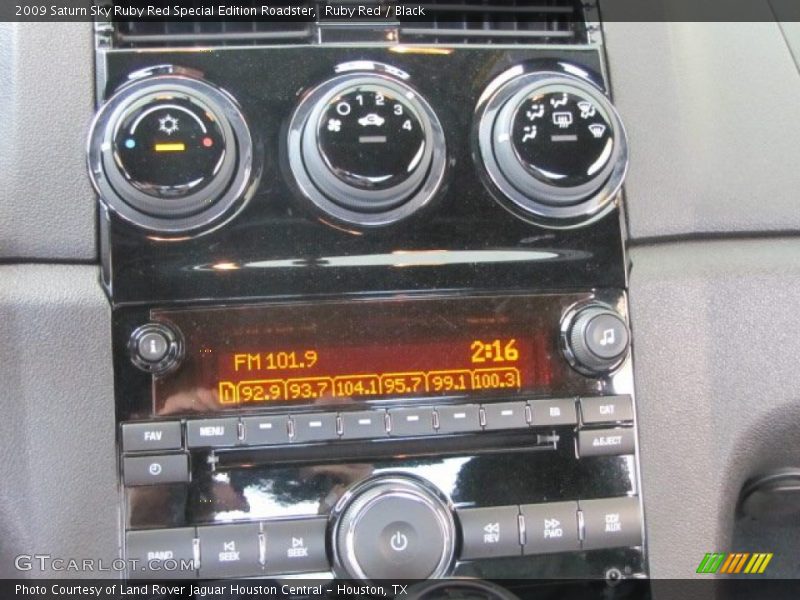 2009 Saturn Sky Ruby Red Special Edition Roadster,  Ruby Red / Black
1 2 3 4
i
FM 101.9 2:16
1 92.9 93.7 104.1 95.7 99.1 100.3
FAV MENU EQ CAT
EJECT
BAND SEEK SEEK REV FWD CD/ AUX
GTCARLOT.COM
Photo Courtesy of Land Rover Jaguar Houston Central - Houston, TX